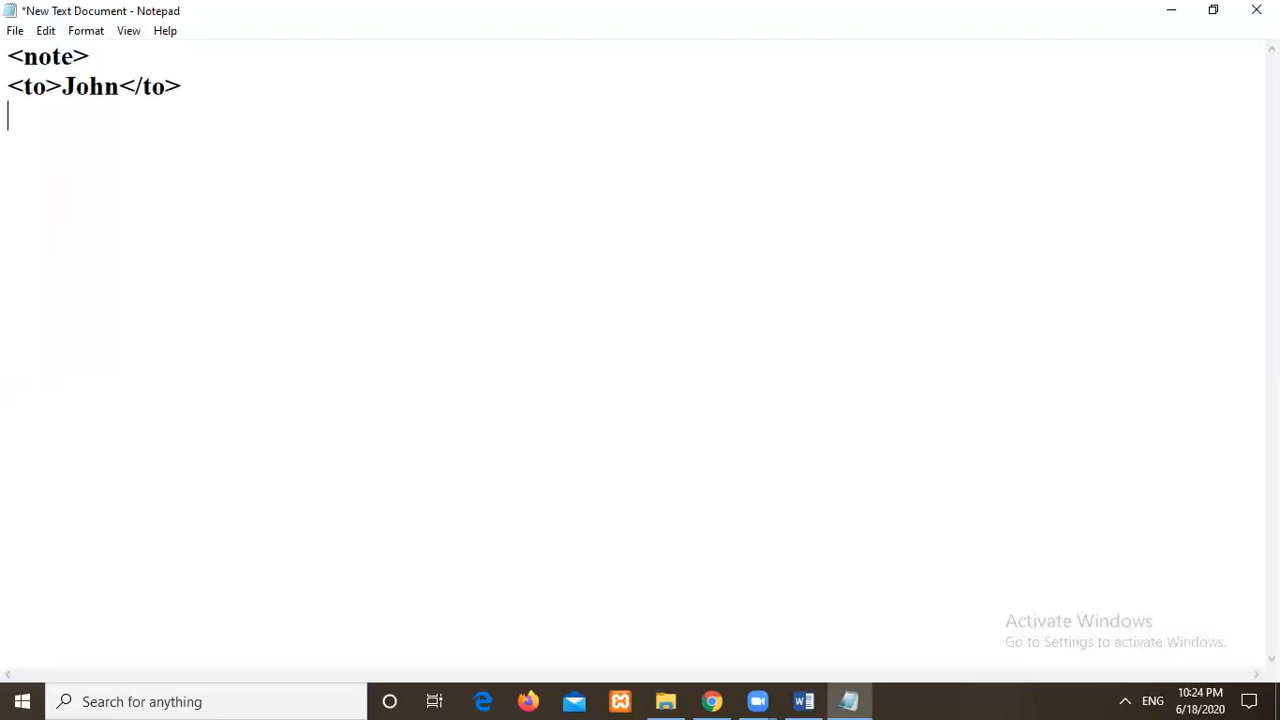 *New Text Document - Notepad
File Edit Format View Help
<note>
<to>John</to>
Activate Windows
Go to Settings to activate Windows.
Search for anything
ENG
10:24 PM
6/18/2020